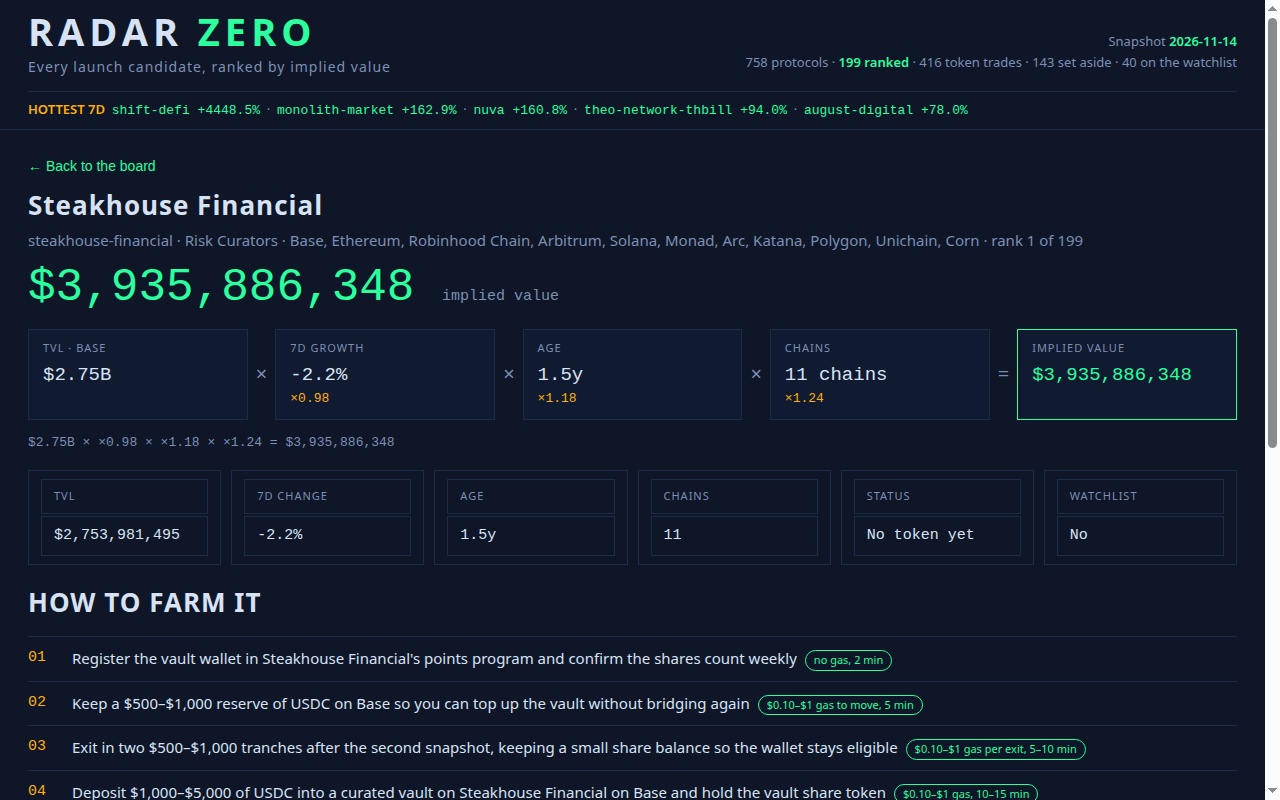 RADAR ZERO
Every launch candidate, ranked by implied value
Snapshot 2026-11-14
758 protocols · 199 ranked · 416 token trades · 143 set aside · 40 on the watchlist
HOTTEST 7D shift-defi +4448.5% · monolith-market +162.9% · nuva +160.8% · theo-network-thbill +94.0% · august-digital +78.0%
← Back to the board
Steakhouse Financial
steakhouse-financial · Risk Curators · Base, Ethereum, Robinhood Chain, Arbitrum, Solana, Monad, Arc, Katana, Polygon, Unichain, Corn · rank 1 of 199
$3,935,886,348 implied value
TVL · BASE
$2.75B
×
7D GROWTH
-2.2%
×0.98
×
AGE
1.5y
×1.18
×
CHAINS
11 chains
×1.24
=
IMPLIED VALUE
$3,935,886,348
$2.75B × ×0.98 × ×1.18 × ×1.24 = $3,935,886,348
TVL
$2,753,981,495
7D CHANGE
-2.2%
AGE
1.5y
CHAINS
11
STATUS
No token yet
WATCHLIST
No
HOW TO FARM IT
01 Register the vault wallet in Steakhouse Financial's points program and confirm the shares count weekly no gas, 2 min
02 Keep a $500–$1,000 reserve of USDC on Base so you can top up the vault without bridging again $0.10–$1 gas to move, 5 min
03 Exit in two $500–$1,000 tranches after the second snapshot, keeping a small share balance so the wallet stays eligible $0.10–$1 gas per exit, 5–10 min
04 Deposit $1,000–$5,000 of USDC into a curated vault on Steakhouse Financial on Base and hold the vault share token $0.10–$1 gas, 10–15 min